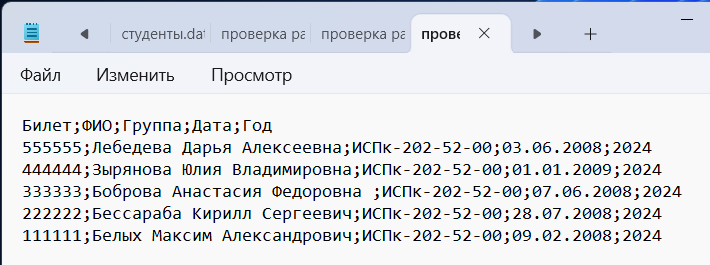 студенты.dat проверка ра проверка ра прове
Файл Изменить Просмотр
Билет;ФИО;Группа;Дата;Год
555555;Лебедева Дарья Алексеевна;ИСПк-202-52-00;03.06.2008;2024
444444;Зырянова Юлия Владимировна;ИСПк-202-52-00;01.01.2009;2024
333333;Боброва Анастасия Федоровна ;ИСПк-202-52-00;07.06.2008;2024
222222;Бессараба Кирилл Сергеевич;ИСПк-202-52-00;28.07.2008;2024
111111;Белых Максим Александрович;ИСПк-202-52-00;09.02.2008;2024